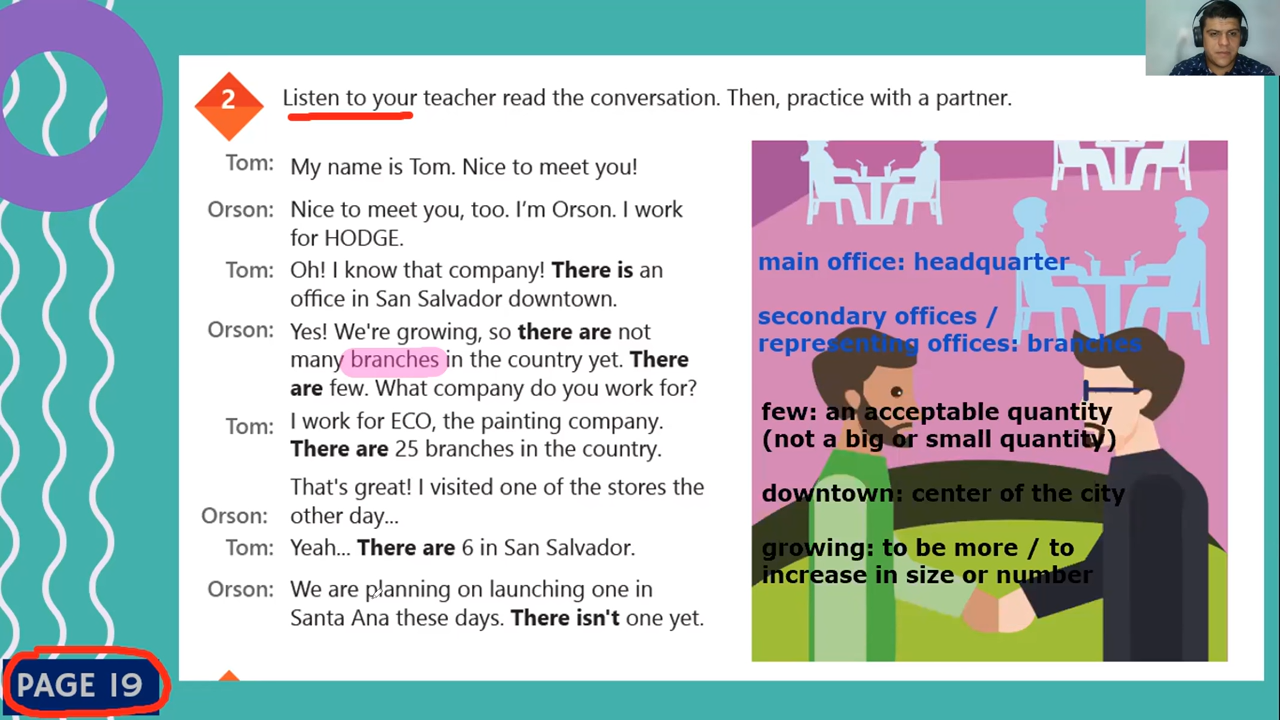 2 Listen to your teacher read the conversation. Then, practice with a partner.
Tom: My name is Tom. Nice to meet you!
Orson: Nice to meet you, too. I'm Orson. I work
for HODGE.
Tom: Oh! I know that company! There is an
office in San Salvador downtown.
Orson: Yes! We're growing, so there are not
many branches in the country yet. There
are few. What company do you work for?
Tom: I work for ECO, the painting company.
There are 25 branches in the country.
That's great! I visited one of the stores the
Orson: other day...
Tom: Yeah... There are 6 in San Salvador.
Orson: We are planning on launching one in
Santa Ana these days. There isn't one yet.
main office: headquarter
secondary offices /
representing offices: branches
few: an acceptable quantity
(not a big or small quantity)
downtown: center of the city
growing: to be more / to
increase in size or number
PAGE 19